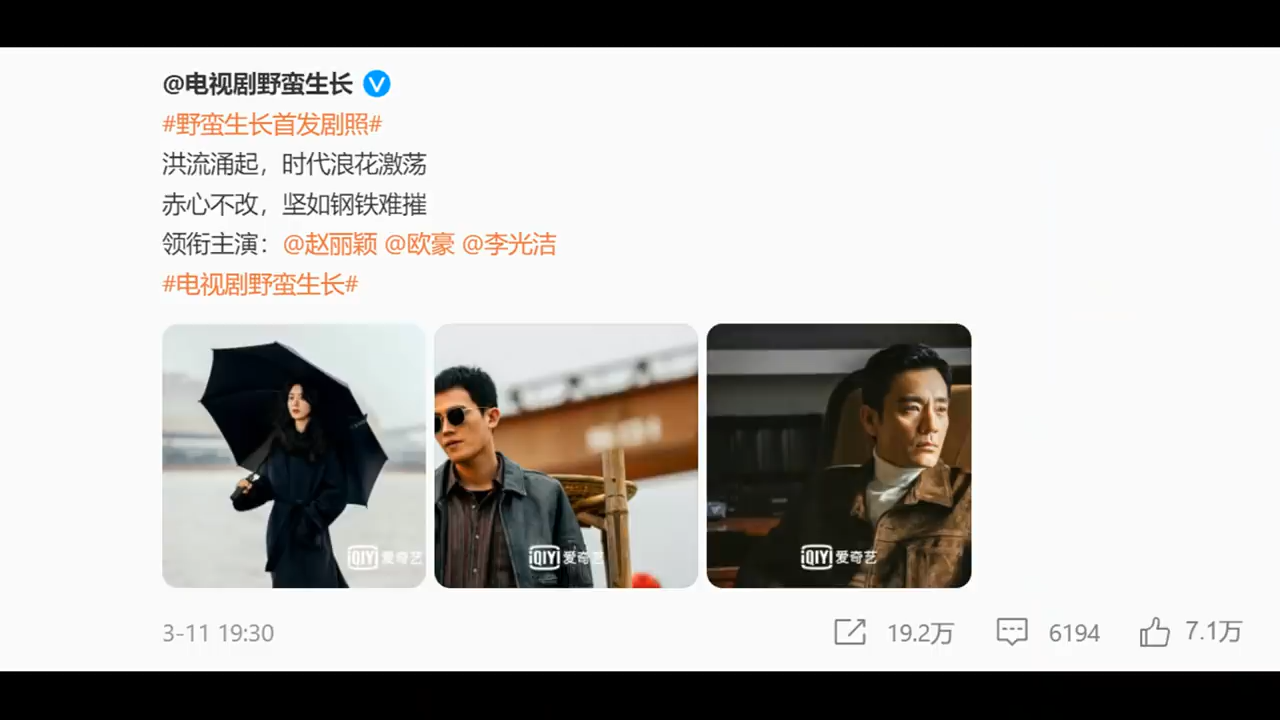 @电视剧野蛮生长
#野蛮生长首发剧照#
洪流涌起，时代浪花激荡
赤心不改，坚如钢铁难摧
领衔主演：@赵丽颖 @欧豪 @李光洁
#电视剧野蛮生长#
iQIYI 爱奇艺
iQIYI 爱奇艺
iQIYI 爱奇艺
3-11 19:30
19.2万
6194
7.1万